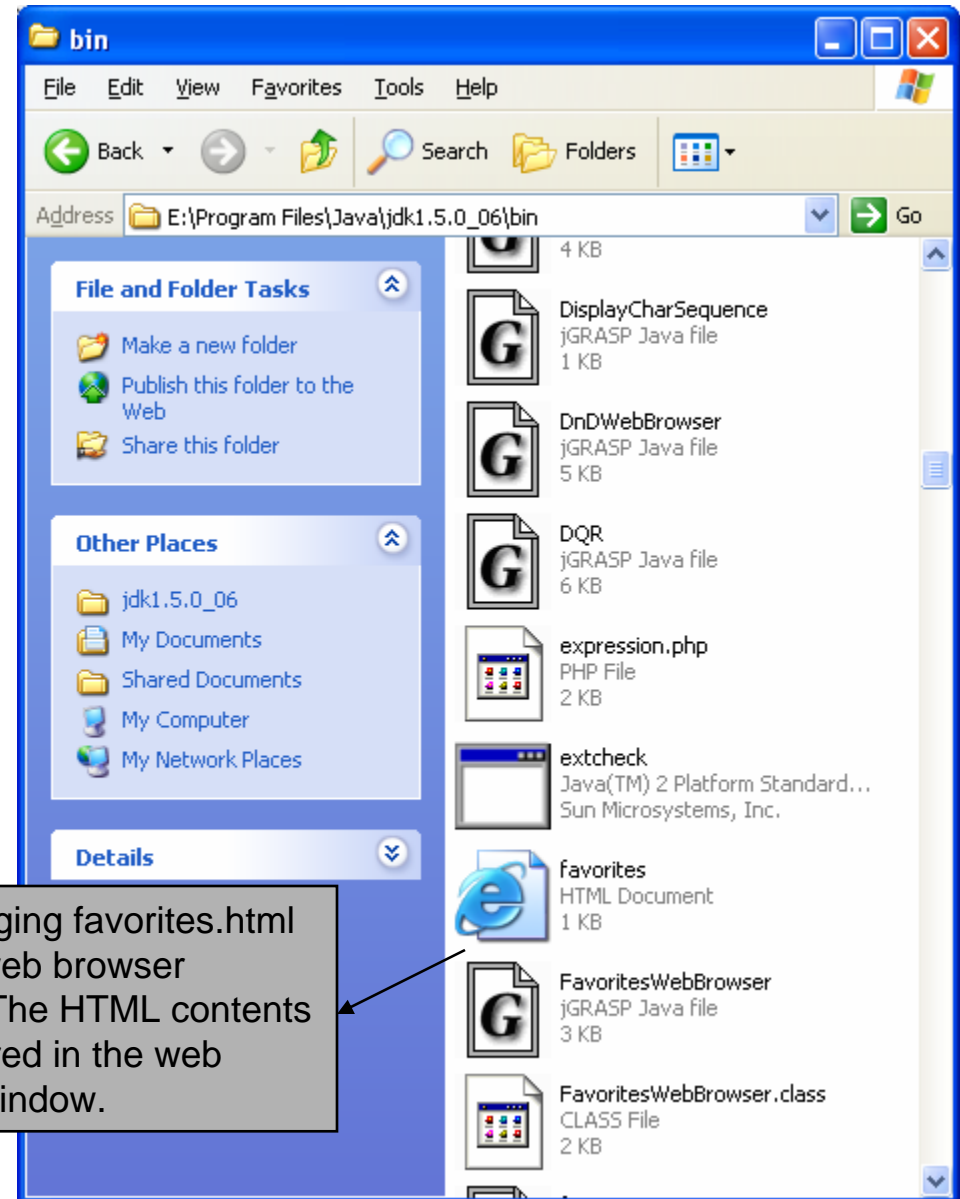 bin
File Edit View Favorites Tools Help
Back Search Folders
Address E:\Program Files\Java\jdk1.5.0_06\bin Go
File and Folder Tasks
Make a new folder
Publish this folder to the
Web
Share this folder
Other Places
jdk1.5.0_06
My Documents
Shared Documents
My Computer
My Network Places
Details
4 KB
DisplayCharSequence
jGRASP Java file
1 KB
DnDWebBrowser
jGRASP Java file
5 KB
DQR
jGRASP Java file
6 KB
expression.php
PHP File
2 KB
extcheck
Java(TM) 2 Platform Standard...
Sun Microsystems, Inc.
favorites
HTML Document
1 KB
FavoritesWebBrowser
jGRASP Java file
3 KB
FavoritesWebBrowser.class
CLASS File
2 KB
ging favorites.html
eb browser
The HTML contents
ed in the web
indow.